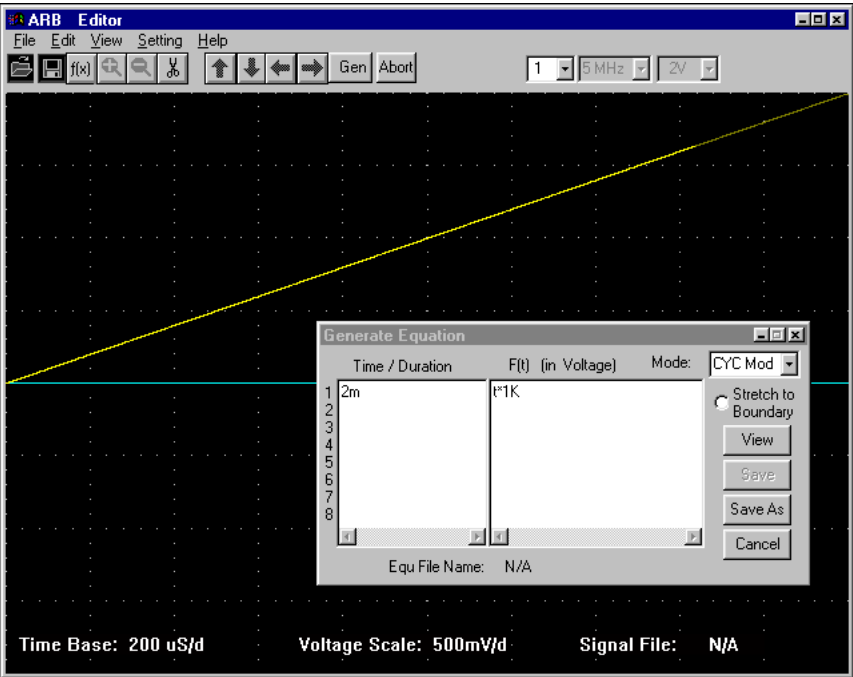 ARB Editor
File Edit View Setting Help
f(x) Gen Abort 1 5 MHz 2V
Generate Equation
Time / Duration F(t) (in Voltage) Mode: CYC Mod
1 2m t*1K
2
3
4
5
6
7
8
Stretch to
Boundary
View
Save
Save As
Cancel
Equ File Name: N/A
Time Base: 200 uS/d Voltage Scale: 500mV/d Signal File: N/A